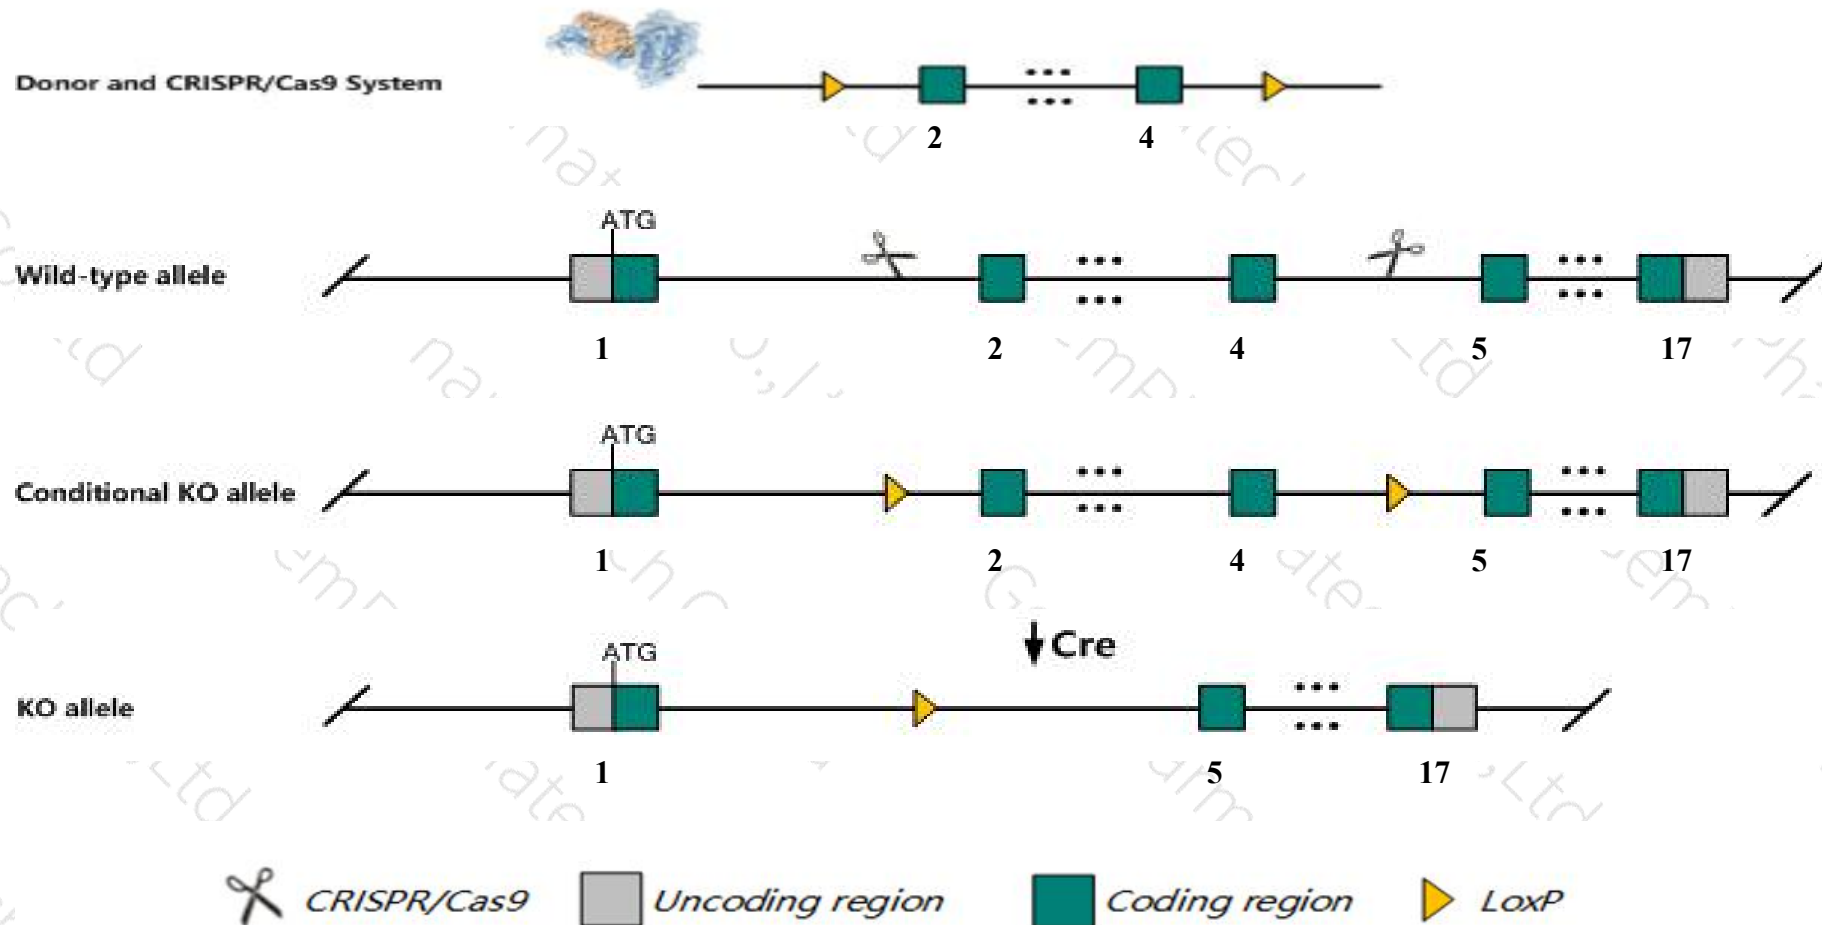 Donor and CRISPR/Cas9 System
2 4
ATG
Wild-type allele
1 2 4 5 17
ATG
Conditional KO allele
1 2 4 5 17
Cre
ATG
KO allele
1 5 17
CRISPR/Cas9 Uncoding region Coding region LoxP